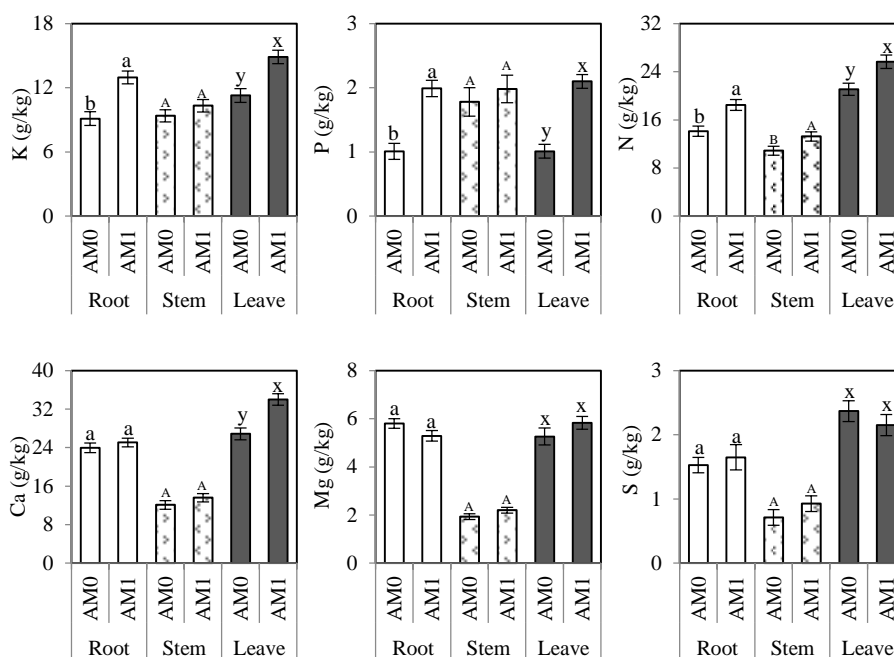 K (g/kg)
18
12
6
0
b
a
A
A
y
x
AM0
AM1
AM0
AM1
AM0
AM1
Root
Stem
Leave
P (g/kg)
3
2
1
0
b
a
A
A
y
x
AM0
AM1
AM0
AM1
AM0
AM1
Root
Stem
Leave
N (g/kg)
32
24
16
8
0
b
a
B
A
y
x
AM0
AM1
AM0
AM1
AM0
AM1
Root
Stem
Leave
Ca (g/kg)
40
32
24
16
8
0
a
a
A
A
y
x
AM0
AM1
AM0
AM1
AM0
AM1
Root
Stem
Leave
Mg (g/kg)
8
6
4
2
0
a
a
A
A
x
x
AM0
AM1
AM0
AM1
AM0
AM1
Root
Stem
Leave
S (g/kg)
3
2
1
0
a
a
A
A
x
x
AM0
AM1
AM0
AM1
AM0
AM1
Root
Stem
Leave